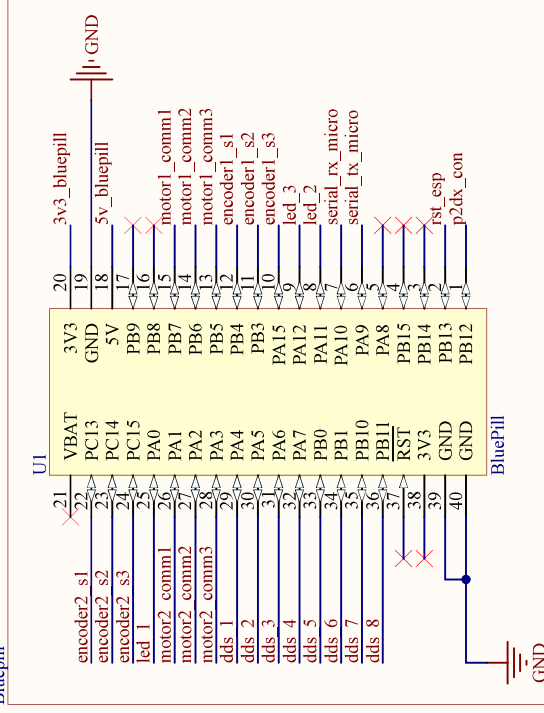 U1
21 VBAT 3V3 20 3v3_bluepill
encoder2_s1 22 PC13 GND 19 GND
encoder2_s2 23 PC14 5V 18 5v_bluepill
encoder2_s3 24 PC15 PB9 17
led_1 25 PA0 PB8 16
motor2_comm1 26 PA1 PB7 15 motor1_comm1
motor2_comm2 27 PA2 PB6 14 motor1_comm2
motor2_comm3 28 PA3 PB5 13 motor1_comm3
dds_1 29 PA4 PB4 12 encoder1_s1
dds_2 30 PA5 PB3 11 encoder1_s2
dds_3 31 PA6 PA15 10 encoder1_s3
dds_4 32 PA7 PA12 9 led_3
dds_5 33 PB0 PA11 8 led_2
dds_6 34 PB1 PA10 7 serial_rx_micro
dds_7 35 PB10 PA9 6 serial_tx_micro
dds_8 36 PB11 PA8 5
37 RST PB15 4
38 3V3 PB14 3
39 GND PB13 2 rst_esp
40 GND PB12 1 p2dx_con
BluePill
GND